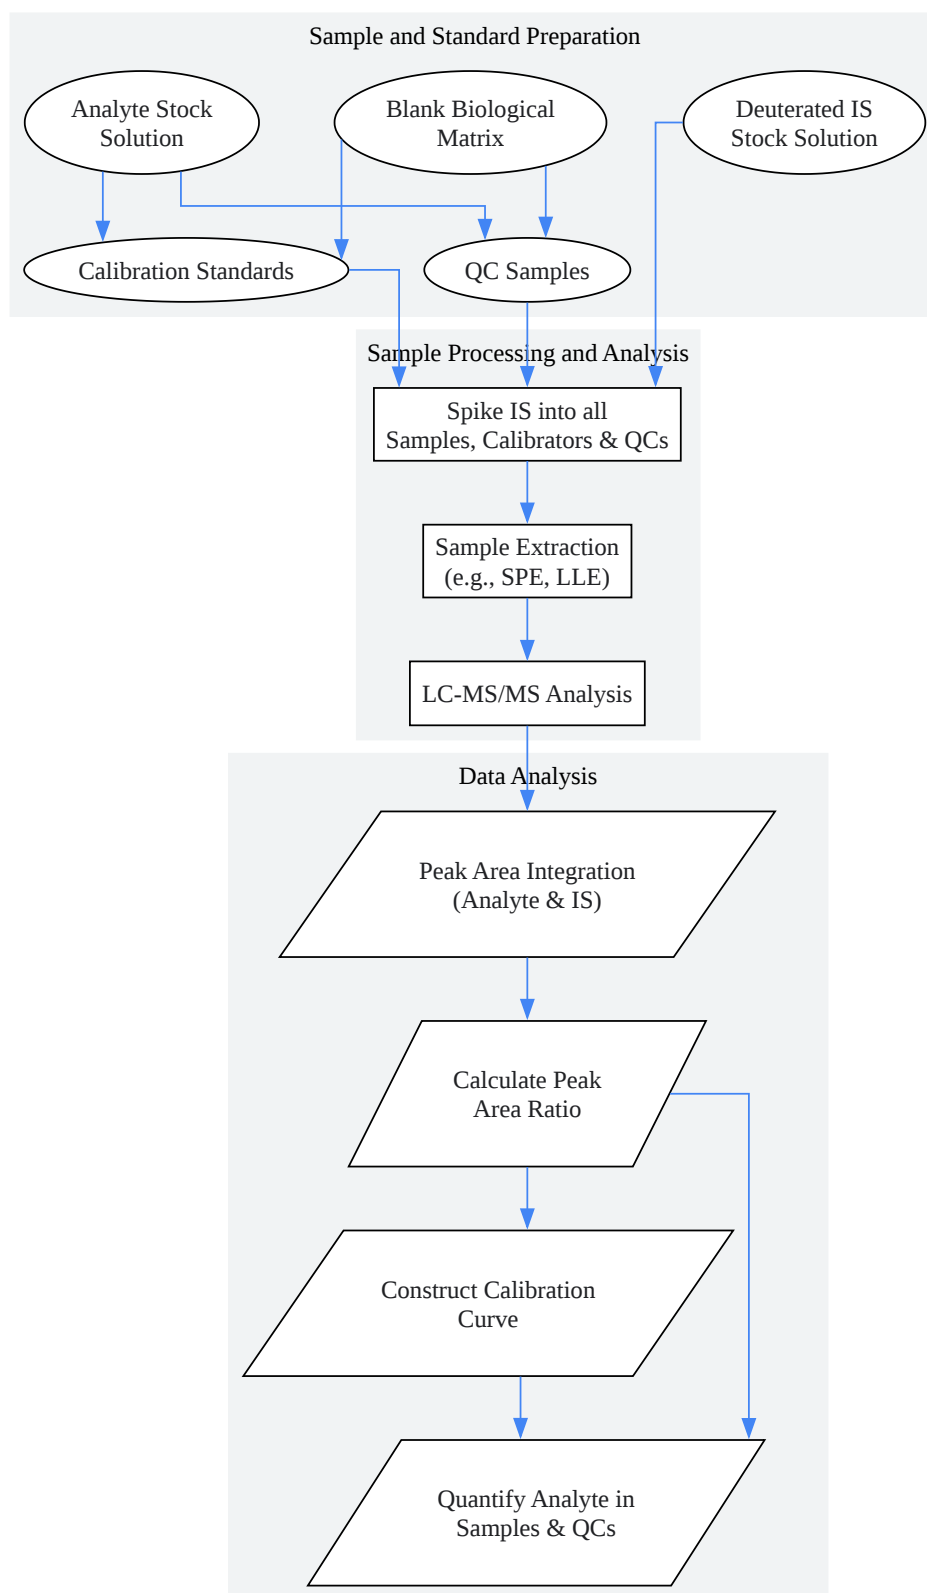 Sample and Standard Preparation
Analyte Stock
Solution
Blank Biological
Matrix
Deuterated IS
Stock Solution
Calibration Standards
QC Samples
Sample Processing and Analysis
Spike IS into all
Samples, Calibrators & QCs
Sample Extraction
(e.g., SPE, LLE)
LC-MS/MS Analysis
Data Analysis
Peak Area Integration
(Analyte & IS)
Calculate Peak
Area Ratio
Construct Calibration
Curve
Quantify Analyte in
Samples & QCs